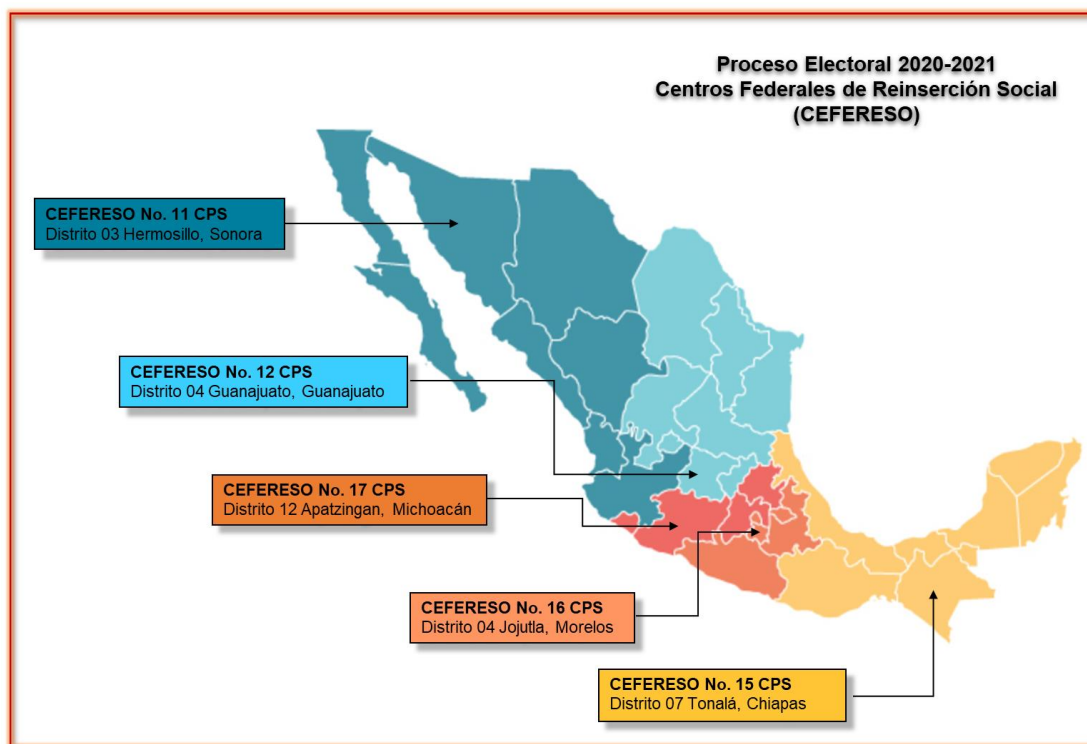 Proceso Electoral 2020-2021
Centros Federales de Reinserción Social
(CEFERESO)
CEFERESO No. 11 CPS
Distrito 03 Hermosillo, Sonora
CEFERESO No. 12 CPS
Distrito 04 Guanajuato, Guanajuato
CEFERESO No. 17 CPS
Distrito 12 Apatzingan, Michoacán
CEFERESO No. 16 CPS
Distrito 04 Jojutla, Morelos
CEFERESO No. 15 CPS
Distrito 07 Tonalá, Chiapas